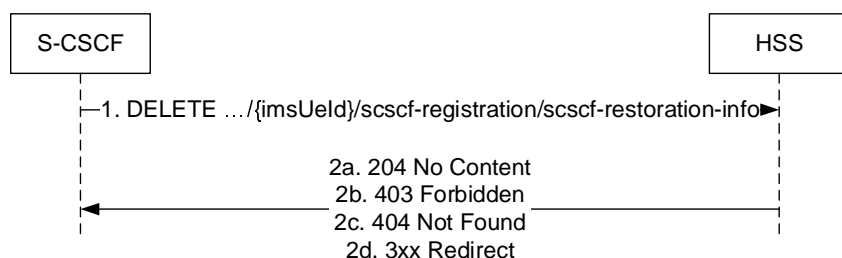 S-CSCF
HSS
1. DELETE …/{imsUeId}/scscf-registration/scscf-restoration-info
2a. 204 No Content
2b. 403 Forbidden
2c. 404 Not Found
2d. 3xx Redirect